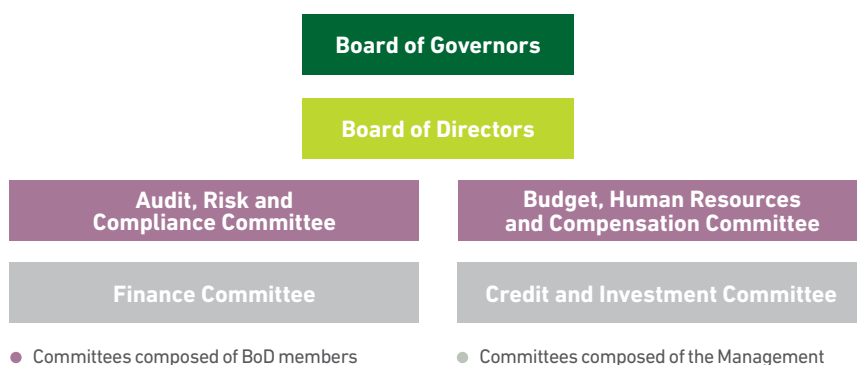 Board of Governors
Board of Directors
Audit, Risk and
Compliance Committee
Budget, Human Resources
and Compensation Committee
Finance Committee
Credit and Investment Committee
Committees composed of BoD members
Committees composed of the Management